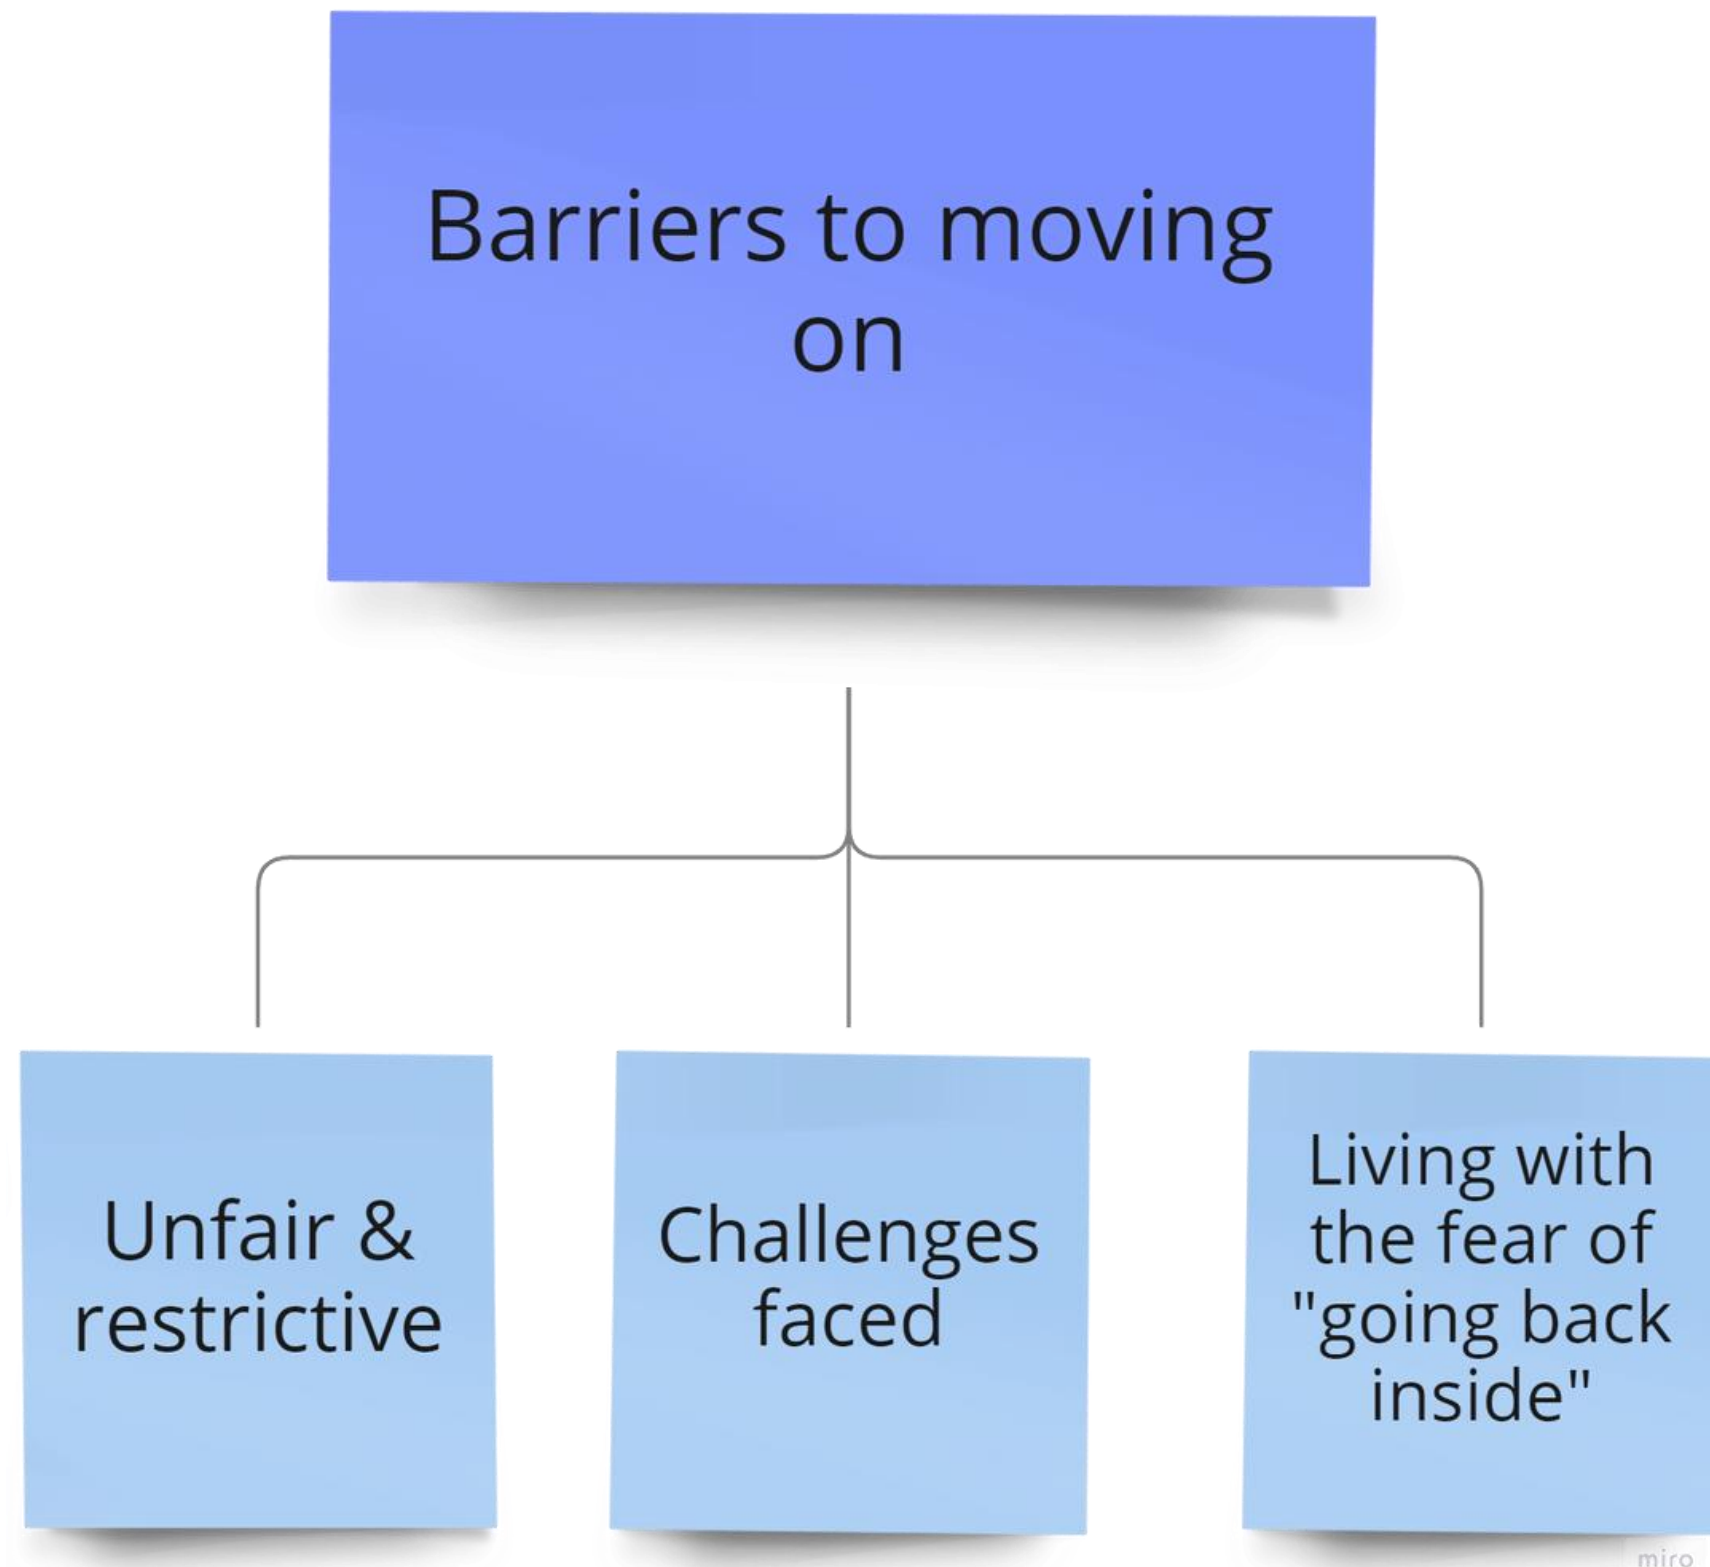 Barriers to moving
on
Unfair &
restrictive
Challenges
faced
Living with
the fear of
"going back
inside"
miro